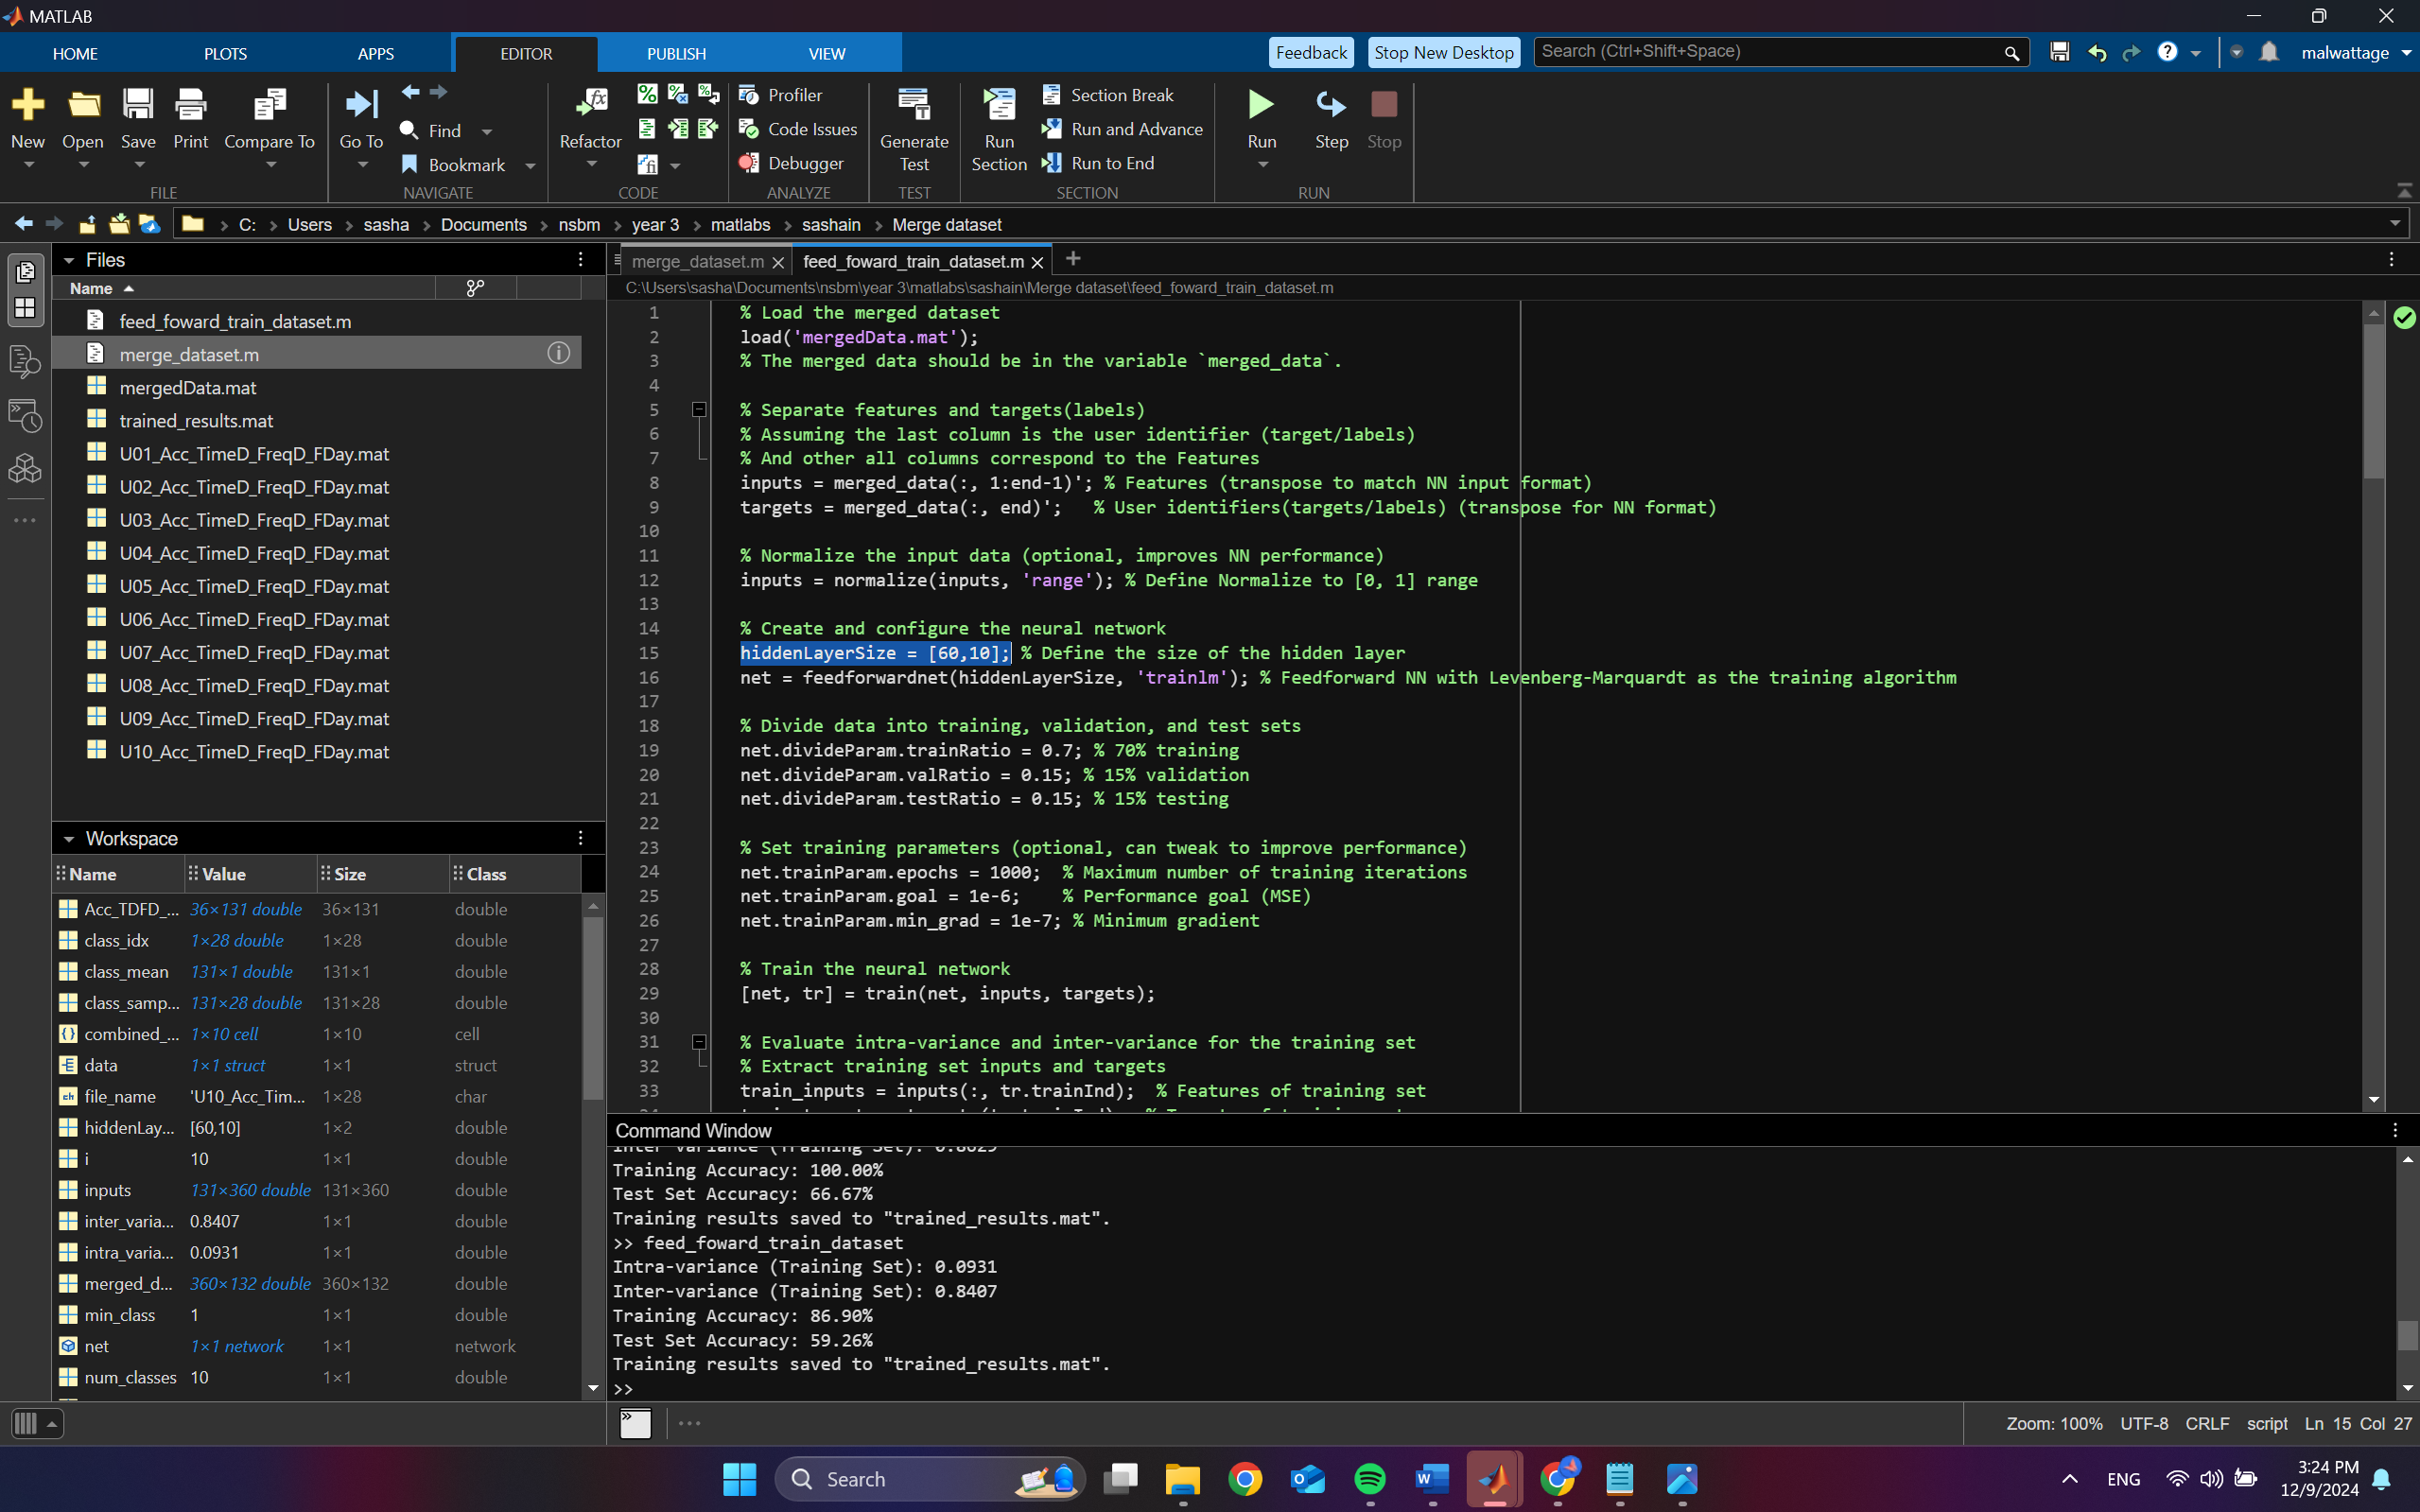 MATLAB
HOME PLOTS APPS EDITOR PUBLISH VIEW Feedback Stop New Desktop Search (Ctrl+Shift+Space) malwattage
New Open Save Print Compare To
FILE
Go To Find Bookmark
NAVIGATE
Refactor
CODE
Profiler
Code Issues
Debugger
ANALYZE
Generate Test
TEST
Run Section
Section Break
Run and Advance
Run to End
SECTION
Run Step Stop
RUN
C: Users sasha Documents nsbm year 3 matlabs sashain Merge dataset
Files
Name
feed_foward_train_dataset.m
merge_dataset.m
mergedData.mat
trained_results.mat
U01_Acc_TimeD_FreqD_FDay.mat
U02_Acc_TimeD_FreqD_FDay.mat
U03_Acc_TimeD_FreqD_FDay.mat
U04_Acc_TimeD_FreqD_FDay.mat
U05_Acc_TimeD_FreqD_FDay.mat
U06_Acc_TimeD_FreqD_FDay.mat
U07_Acc_TimeD_FreqD_FDay.mat
U08_Acc_TimeD_FreqD_FDay.mat
U09_Acc_TimeD_FreqD_FDay.mat
U10_Acc_TimeD_FreqD_FDay.mat
Workspace
Name Value Size Class
Acc_TDFD_... 36×131 double 36×131 double
class_idx 1×28 double 1×28 double
class_mean 131×1 double 131×1 double
class_samp... 131×28 double 131×28 double
combined_... 1×10 cell 1×10 cell
data 1×1 struct 1×1 struct
file_name 'U10_Acc_Tim... 1×28 char
hiddenLay... [60,10] 1×2 double
i 10 1×1 double
inputs 131×360 double 131×360 double
inter_varia... 0.8407 1×1 double
intra_varia... 0.0931 1×1 double
merged_d... 360×132 double 360×132 double
min_class 1 1×1 double
net 1×1 network 1×1 network
num_classes 10 1×1 double
merge_dataset.m feed_foward_train_dataset.m
C:\Users\sasha\Documents\nsbm\year 3\matlabs\sashain\Merge dataset\feed_foward_train_dataset.m
1 % Load the merged dataset
2 load('mergedData.mat');
3 % The merged data should be in the variable `merged_data`.
4
5 % Separate features and targets(labels)
6 % Assuming the last column is the user identifier (target/labels)
7 % And other all columns correspond to the Features
8 inputs = merged_data(:, 1:end-1)'; % Features (transpose to match NN input format)
9 targets = merged_data(:, end)'; % User identifiers(targets/labels) (transpose for NN format)
10
11 % Normalize the input data (optional, improves NN performance)
12 inputs = normalize(inputs, 'range'); % Define Normalize to [0, 1] range
13
14 % Create and configure the neural network
15 hiddenLayerSize = [60,10]; % Define the size of the hidden layer
16 net = feedforwardnet(hiddenLayerSize, 'trainlm'); % Feedforward NN with Levenberg-Marquardt as the training algorithm
17
18 % Divide data into training, validation, and test sets
19 net.divideParam.trainRatio = 0.7; % 70% training
20 net.divideParam.valRatio = 0.15; % 15% validation
21 net.divideParam.testRatio = 0.15; % 15% testing
22
23 % Set training parameters (optional, can tweak to improve performance)
24 net.trainParam.epochs = 1000; % Maximum number of training iterations
25 net.trainParam.goal = 1e-6; % Performance goal (MSE)
26 net.trainParam.min_grad = 1e-7; % Minimum gradient
27
28 % Train the neural network
29 [net, tr] = train(net, inputs, targets);
30
31 % Evaluate intra-variance and inter-variance for the training set
32 % Extract training set inputs and targets
33 train_inputs = inputs(:, tr.trainInd); % Features of training set
Command Window
Training Accuracy: 100.00%
Test Set Accuracy: 66.67%
Training results saved to "trained_results.mat".
>> feed_foward_train_dataset
Intra-variance (Training Set): 0.0931
Inter-variance (Training Set): 0.8407
Training Accuracy: 86.90%
Test Set Accuracy: 59.26%
Training results saved to "trained_results.mat".
>>
Zoom: 100% UTF-8 CRLF script Ln 15 Col 27
Search
ENG
3:24 PM
12/9/2024